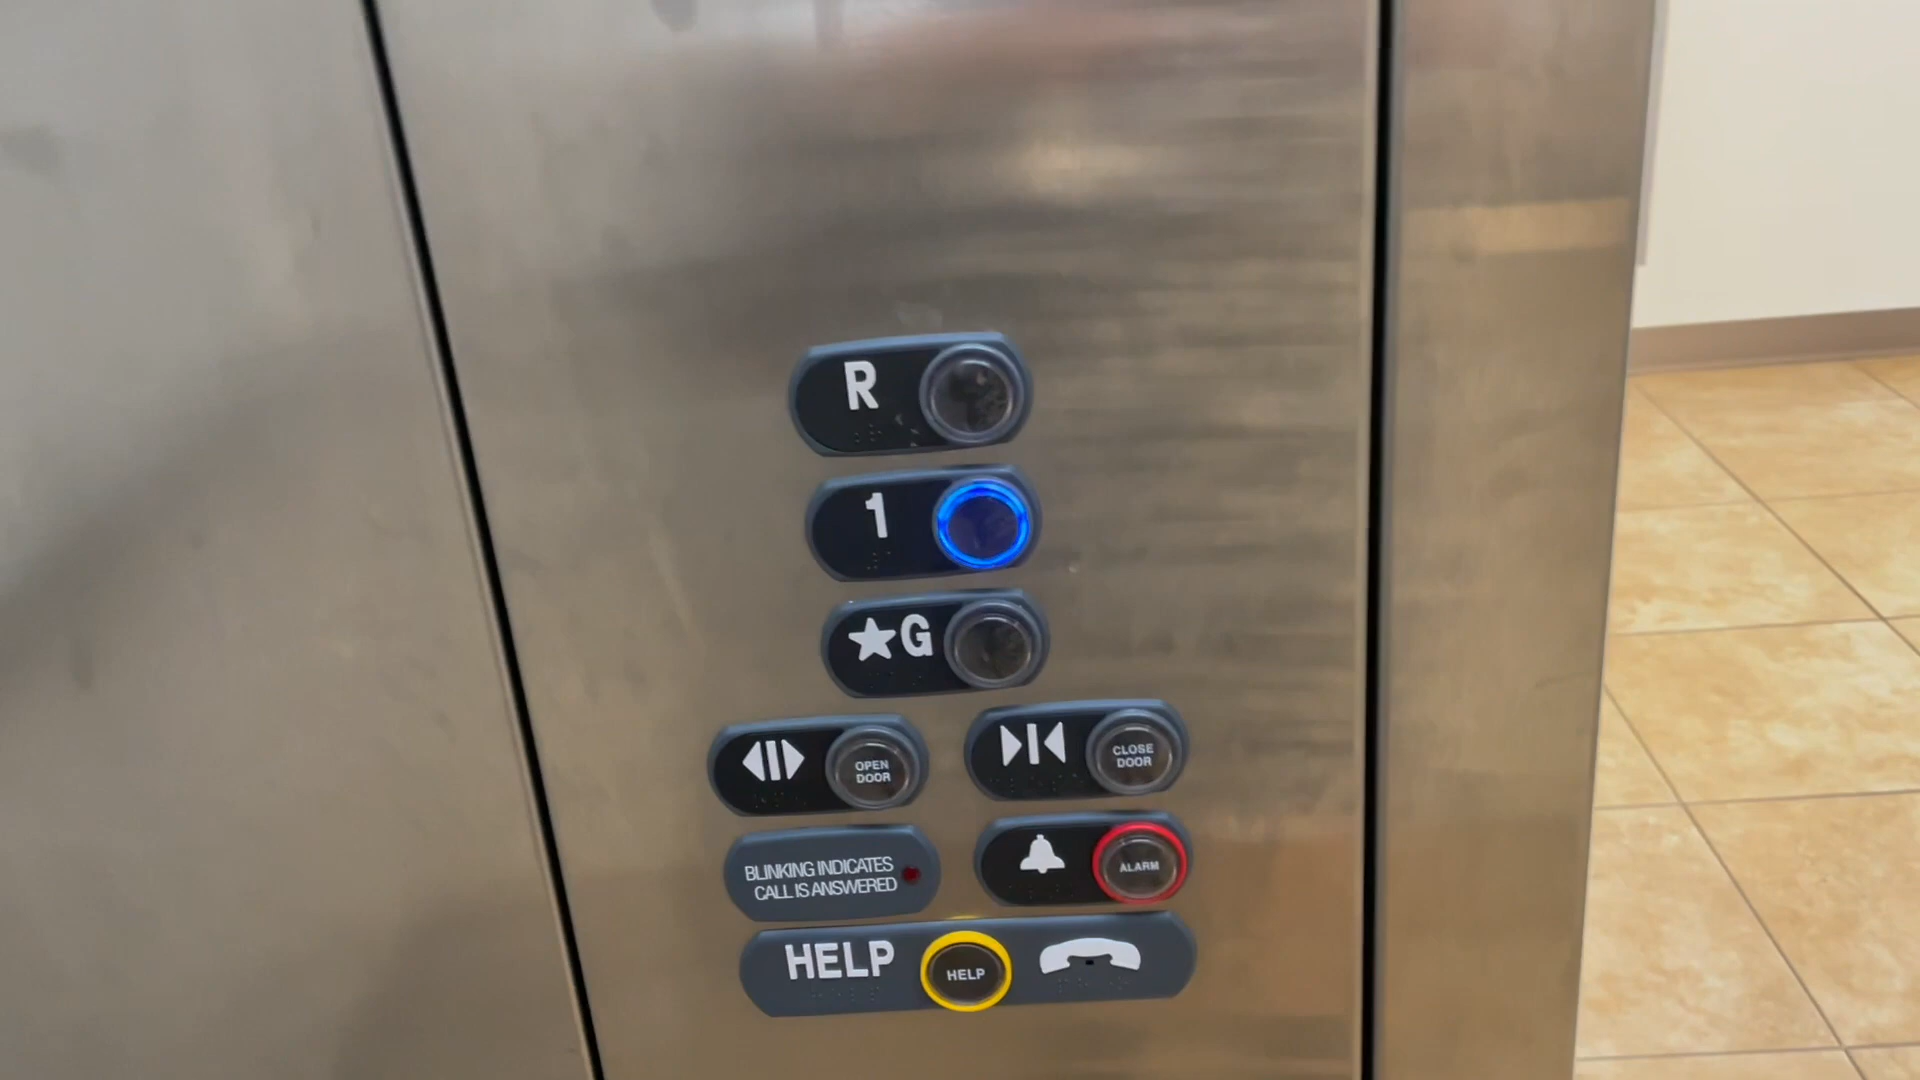 R
1
★G
OPEN
DOOR
CLOSE
DOOR
BLINKING INDICATES
CALL IS ANSWERED
ALARM
HELP
HELP